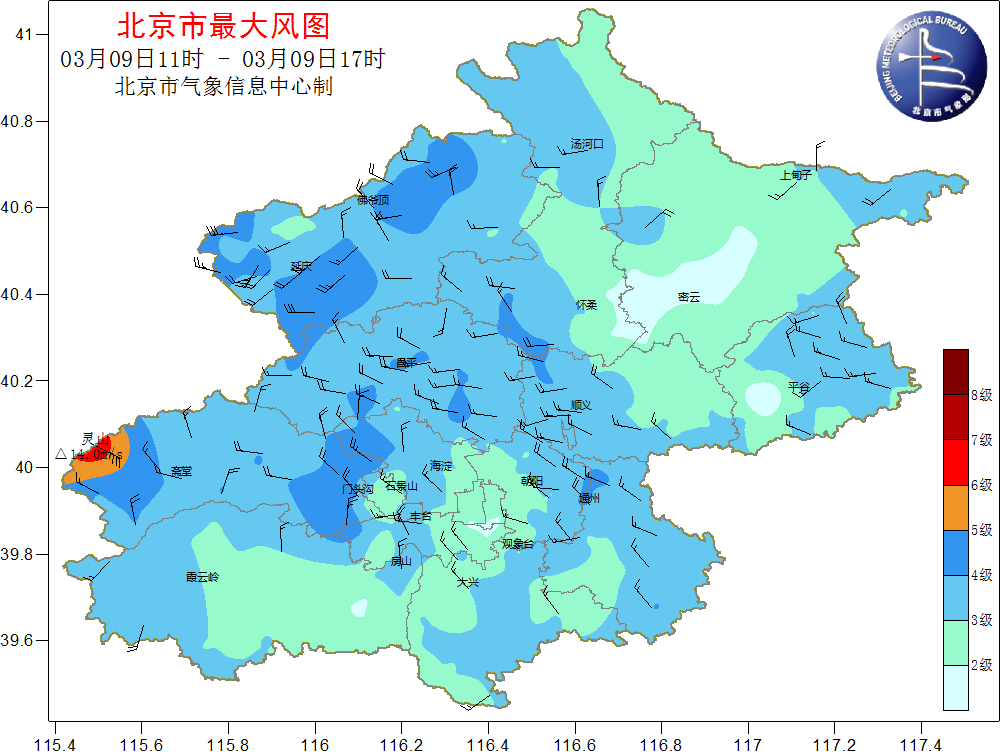 北京市最大风图
03月09日11时 - 03月09日17时
北京市气象信息中心制
BEIJING METEOROLOGICAL BUREAU
北京市气象局
41
40.8
40.6
40.4
40.2
40
39.8
39.6
汤河口
上甸子
佛爷顶
延庆
怀柔
密云
昌平
平谷
顺义
灵山
△14.0m/s
斋堂
海淀
门头沟
石景山
朝阳
通州
丰台
观象台
房山
大兴
霞云岭
8级
7级
6级
5级
4级
3级
2级
115.4 115.6 115.8 116 116.2 116.4 116.6 116.8 117 117.2 117.4